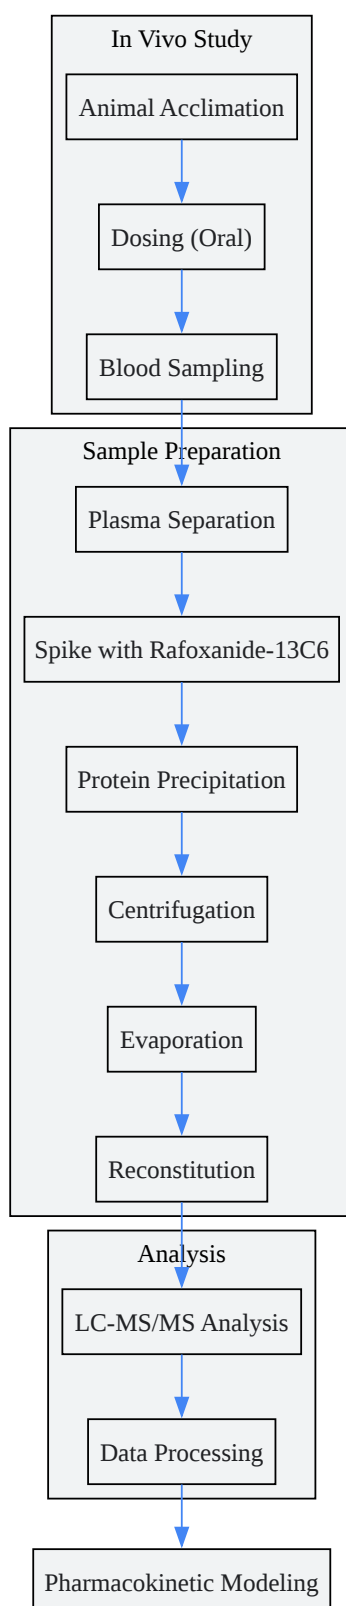 In Vivo Study
Animal Acclimation
Dosing (Oral)
Blood Sampling
Sample Preparation
Plasma Separation
Spike with Rafoxanide-13C6
Protein Precipitation
Centrifugation
Evaporation
Reconstitution
Analysis
LC-MS/MS Analysis
Data Processing
Pharmacokinetic Modeling